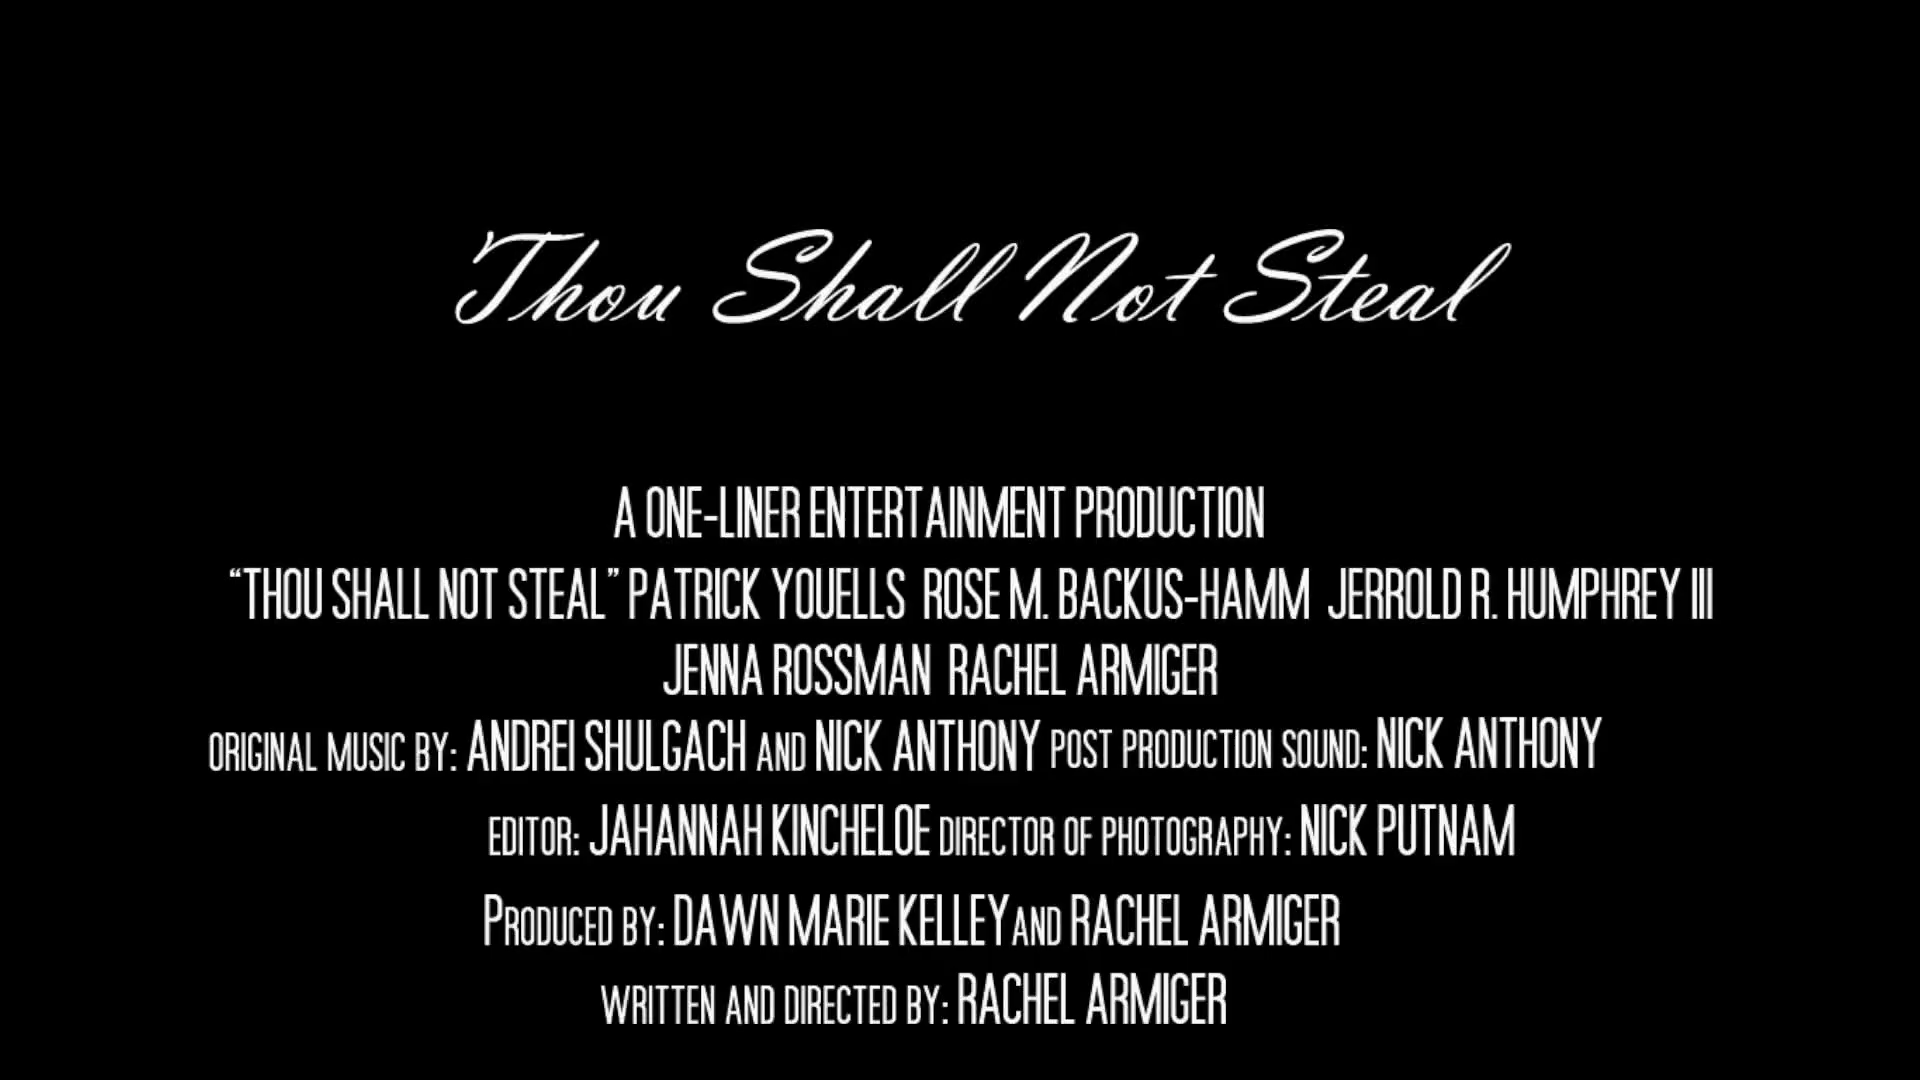 Thou Shall Not Steal
A ONE-LINER ENTERTAINMENT PRODUCTION
“THOU SHALL NOT STEAL” PATRICK YOUELLS ROSE M. BACKUS-HAMM JERROLD R. HUMPHREY III
JENNA ROSSMAN RACHEL ARMIGER
ORIGINAL MUSIC BY: ANDREI SHULGACH AND NICK ANTHONY POST PRODUCTION SOUND: NICK ANTHONY
EDITOR: JAHANNAH KINCHELOE DIRECTOR OF PHOTOGRAPHY: NICK PUTNAM
PRODUCED BY: DAWN MARIE KELLEY AND RACHEL ARMIGER
WRITTEN AND DIRECTED BY: RACHEL ARMIGER